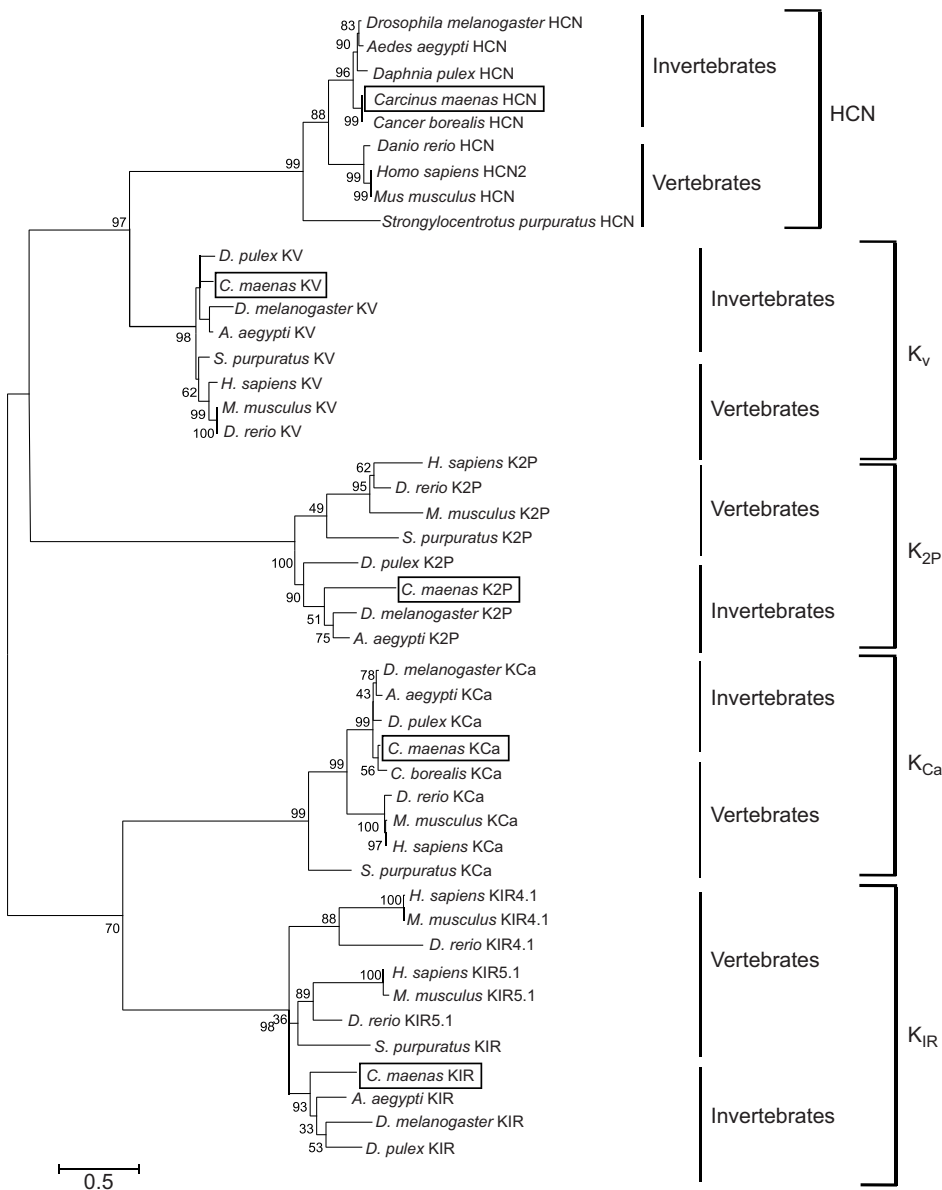 83
Drosophila melanogaster HCN
90
Aedes aegypti HCN
96
Daphnia pulex HCN
Invertebrates
Carcinus maenas HCN
88
99
Cancer borealis HCN
HCN
Danio rerio HCN
99
Homo sapiens HCN2
99
Vertebrates
99
Mus musculus HCN
97
Strongylocentrotus purpuratus HCN
D. pulex KV
C. maenas KV
Invertebrates
D. melanogaster KV
98
A. aegypti KV
S. purpuratus KV
Kv
62
H. sapiens KV
99
M. musculus KV
Vertebrates
100
D. rerio KV
62
H. sapiens K2P
95
D. rerio K2P
49
M. musculus K2P
Vertebrates
S. purpuratus K2P
100
D. pulex K2P
K2P
90
C. maenas K2P
51
D. melanogaster K2P
Invertebrates
75
A. aegypti K2P
78
D. melanogaster KCa
43
A. aegypti KCa
Invertebrates
99
D. pulex KCa
C. maenas KCa
99
56
C. borealis KCa
KCa
D. rerio KCa
99
100
M. musculus KCa
Vertebrates
97
H. sapiens KCa
S. purpuratus KCa
100
H. sapiens KIR4.1
88
M. musculus KIR4.1
70
D. rerio KIR4.1
Vertebrates
100
H. sapiens KIR5.1
89
M. musculus KIR5.1
36
98
D. rerio KIR5.1
S. purpuratus KIR
KIR
C. maenas KIR
93
A. aegypti KIR
33
D. melanogaster KIR
Invertebrates
53
D. pulex KIR
0.5